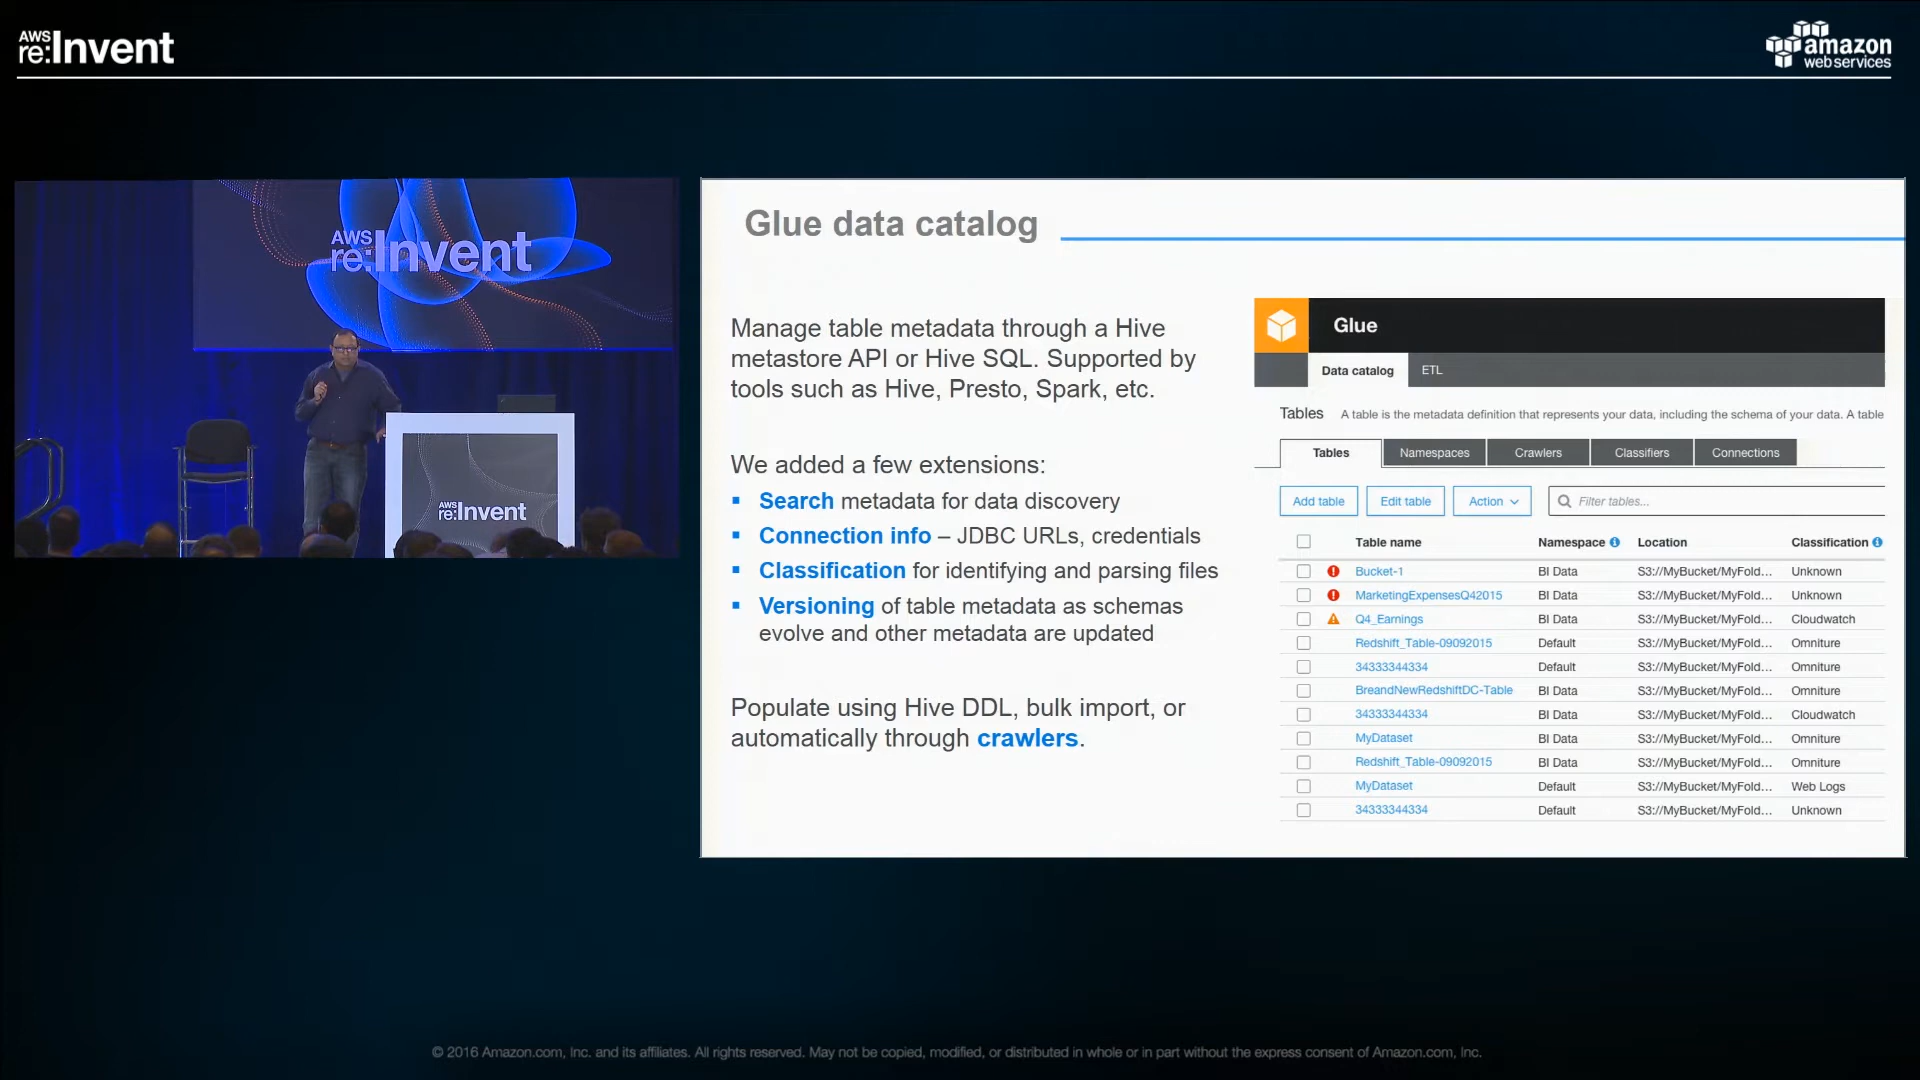 AWS
re:Invent
amazon
webservices
AWS
re:Invent
AWS
re:Invent
Glue data catalog
Manage table metadata through a Hive
metastore API or Hive SQL. Supported by
tools such as Hive, Presto, Spark, etc.
We added a few extensions:
▪ Search metadata for data discovery
▪ Connection info – JDBC URLs, credentials
▪ Classification for identifying and parsing files
▪ Versioning of table metadata as schemas
evolve and other metadata are updated
Populate using Hive DDL, bulk import, or
automatically through crawlers.
Glue
Data catalog ETL
Tables A table is the metadata definition that represents your data, including the schema of your data. A table
Tables Namespaces Crawlers Classifiers Connections
Add table Edit table Action Filter tables...
Table name Namespace Location Classification
Bucket-1 BI Data S3://MyBucket/MyFold... Unknown
MarketingExpensesQ42015 BI Data S3://MyBucket/MyFold... Unknown
Q4_Earnings BI Data S3://MyBucket/MyFold... Cloudwatch
Redshift_Table-09092015 Default S3://MyBucket/MyFold... Omniture
34333344334 Default S3://MyBucket/MyFold... Omniture
BreandNewRedshiftDC-Table BI Data S3://MyBucket/MyFold... Omniture
34333344334 BI Data S3://MyBucket/MyFold... Cloudwatch
MyDataset BI Data S3://MyBucket/MyFold... Omniture
Redshift_Table-09092015 BI Data S3://MyBucket/MyFold... Omniture
MyDataset Default S3://MyBucket/MyFold... Web Logs
34333344334 Default S3://MyBucket/MyFold... Unknown
© 2016 Amazon.com, Inc. and its affiliates. All rights reserved. May not be copied, modified, or distributed in whole or in part without the express consent of Amazon.com, Inc.